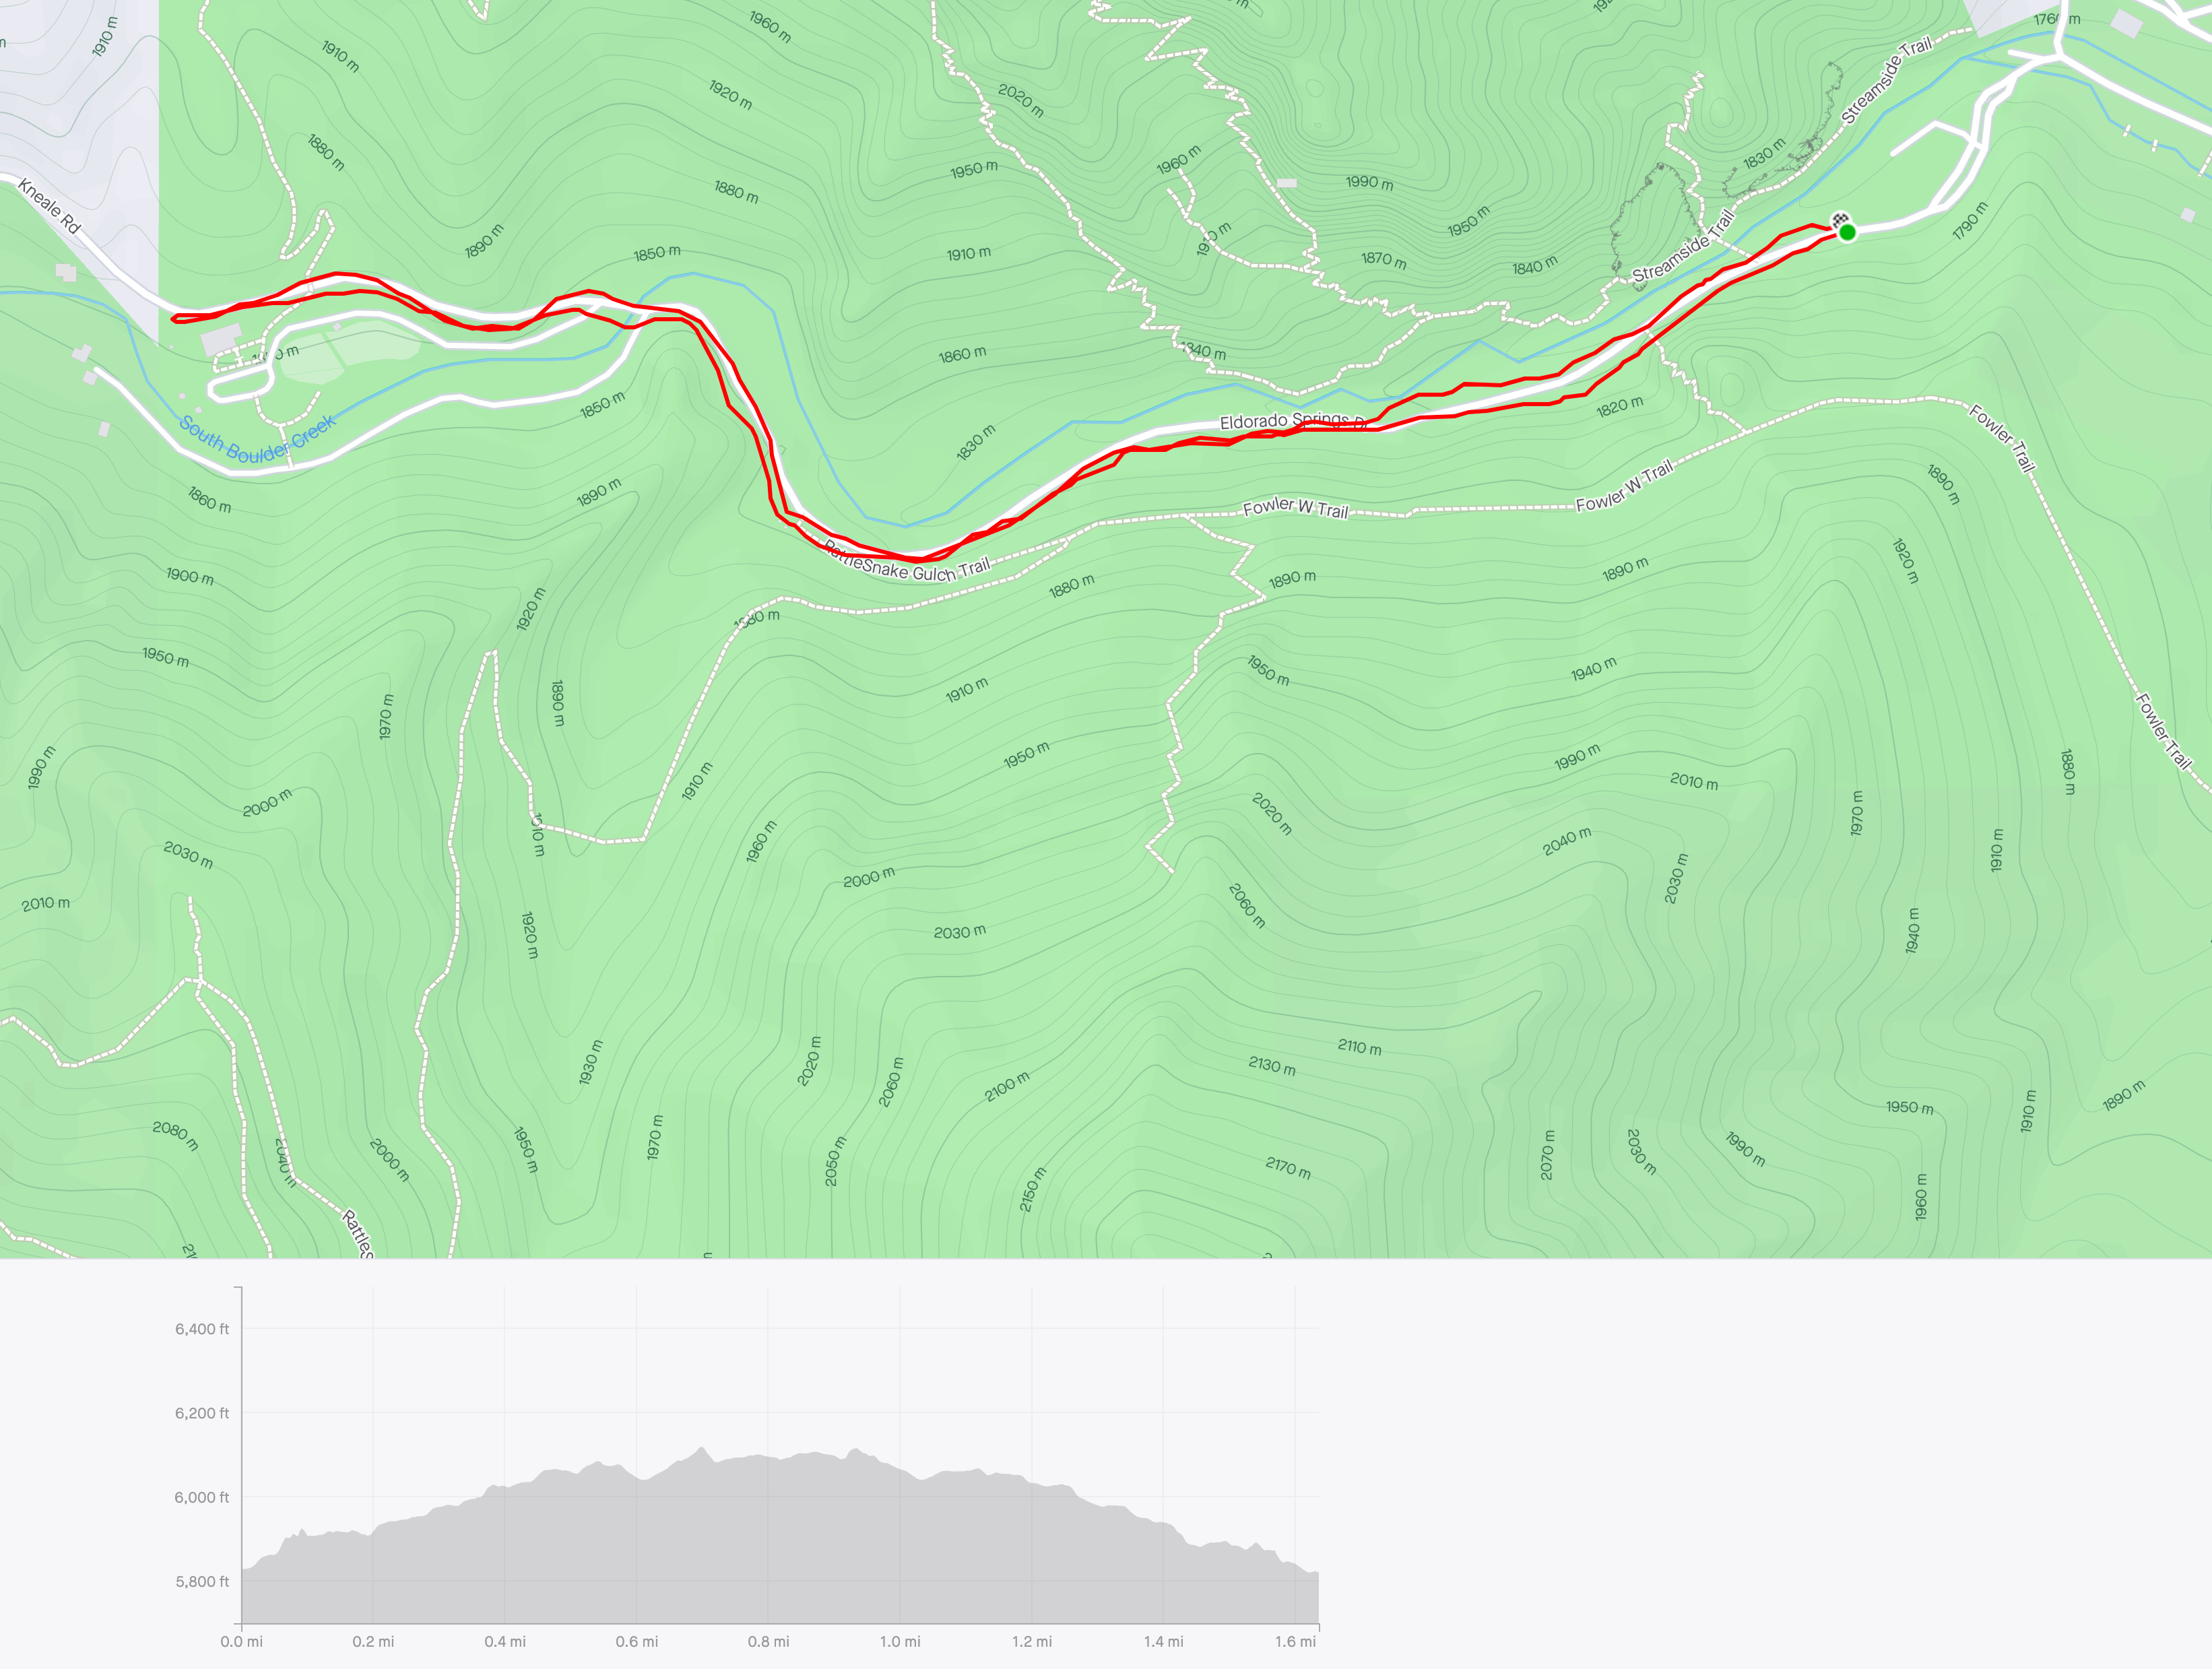 1910 m
1910 m
1960 m
1920 m
2020 m
1760 m
Streamside Trail
1880 m
1880 m
1950 m
1960 m
1990 m
1830 m
Kneale Rd
1890 m
1850 m
1910 m
1910 m
1950 m
1870 m
1840 m
Streamside Trail
1790 m
1860 m
1840 m
1850 m
South Boulder Creek
1830 m
Eldorado Springs D
1820 m
Fowler Trail
1860 m
1890 m
Fowler W Trail
Fowler W Trail
1890 m
RattleSnake Gulch Trail
1900 m
1920 m
1880 m
1890 m
1890 m
1920 m
1950 m
1970 m
1890 m
1910 m
1950 m
1940 m
Fowler Trail
1990 m
2000 m
1910 m
1950 m
1990 m
2010 m
1880 m
2030 m
1910 m
1960 m
2020 m
2040 m
1970 m
1910 m
2010 m
1920 m
2000 m
2030 m
2060 m
2030 m
1940 m
1930 m
2020 m
2060 m
2100 m
2130 m
2110 m
2080 m
2040 m
2000 m
1950 m
1970 m
2050 m
2150 m
2170 m
2070 m
2030 m
1990 m
1950 m
1960 m
1910 m
1890 m
6,400 ft
6,200 ft
6,000 ft
5,800 ft
0.0 mi
0.2 mi
0.4 mi
0.6 mi
0.8 mi
1.0 mi
1.2 mi
1.4 mi
1.6 mi